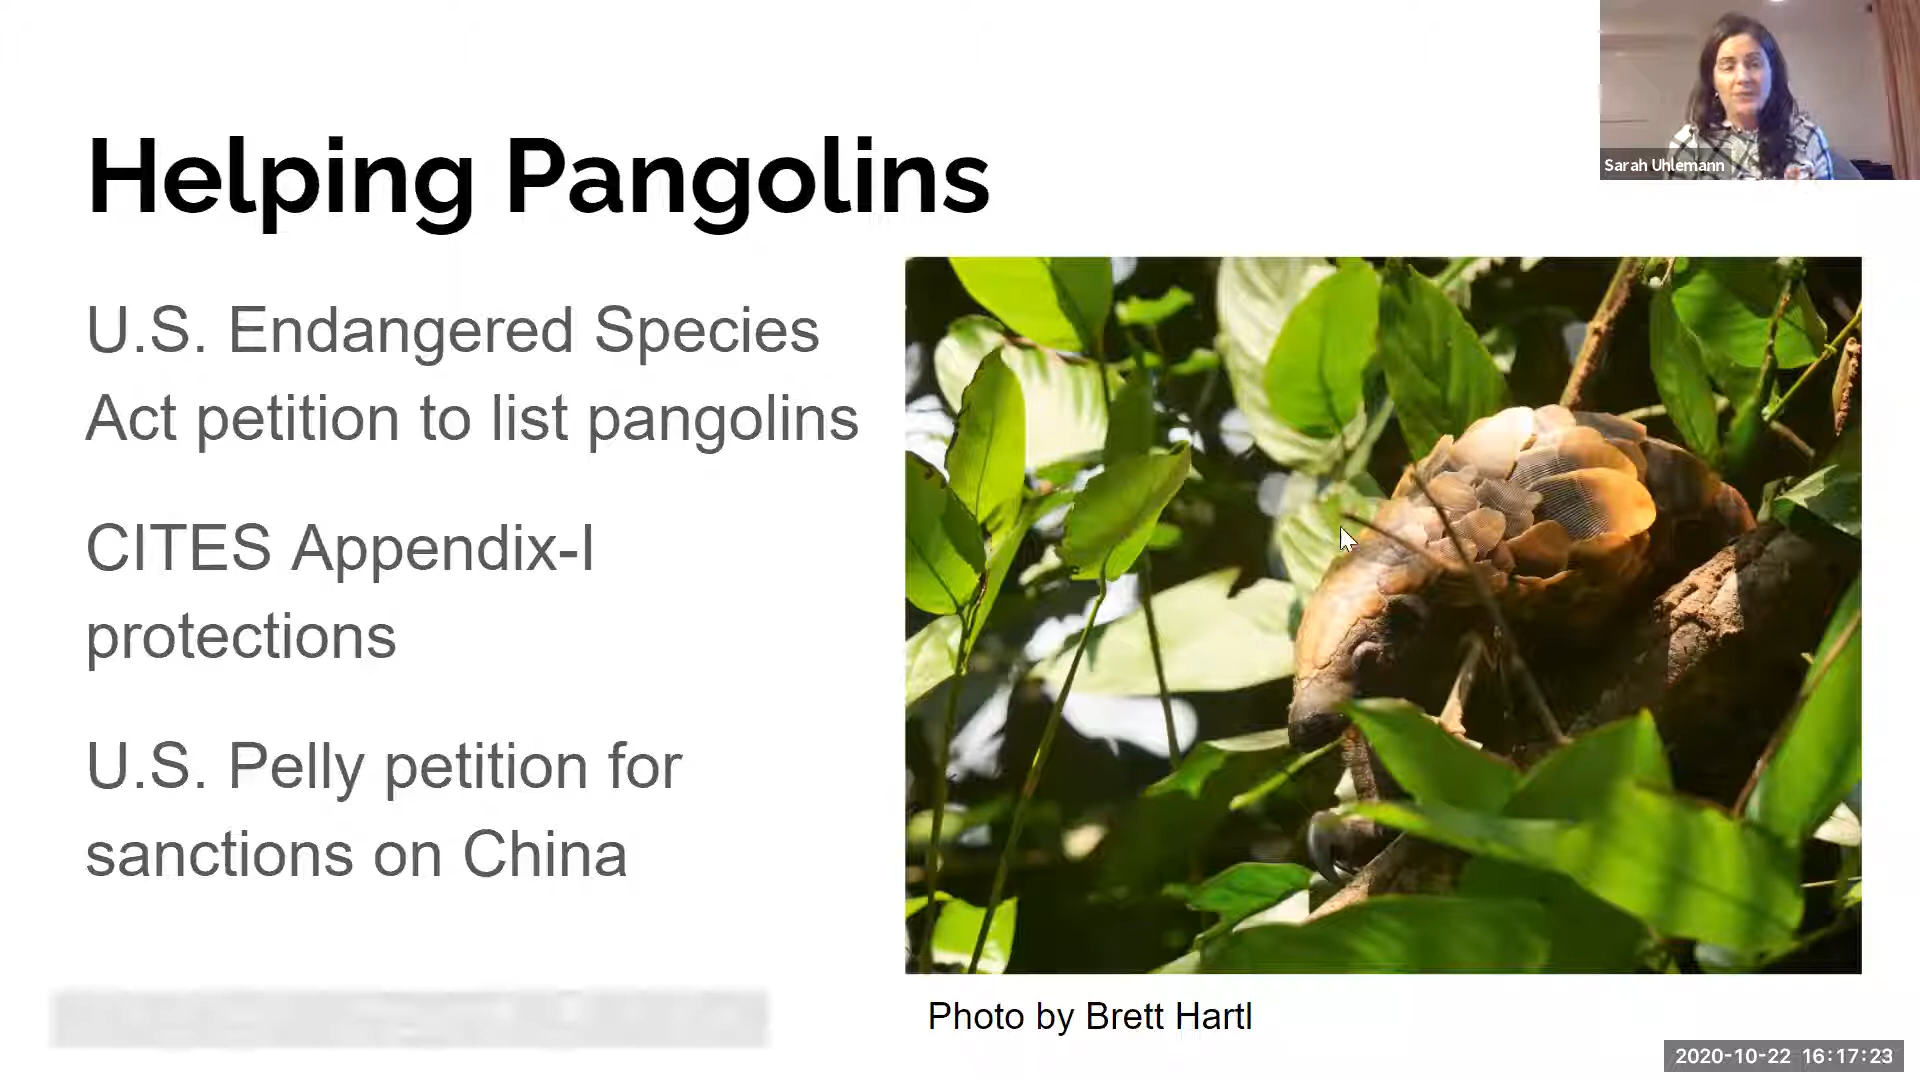 Helping Pangolins
Sarah Uhlemann
U.S. Endangered Species
Act petition to list pangolins
CITES Appendix-I
protections
U.S. Pelly petition for
sanctions on China
Photo by Brett Hartl
2020-10-22 16:17:23